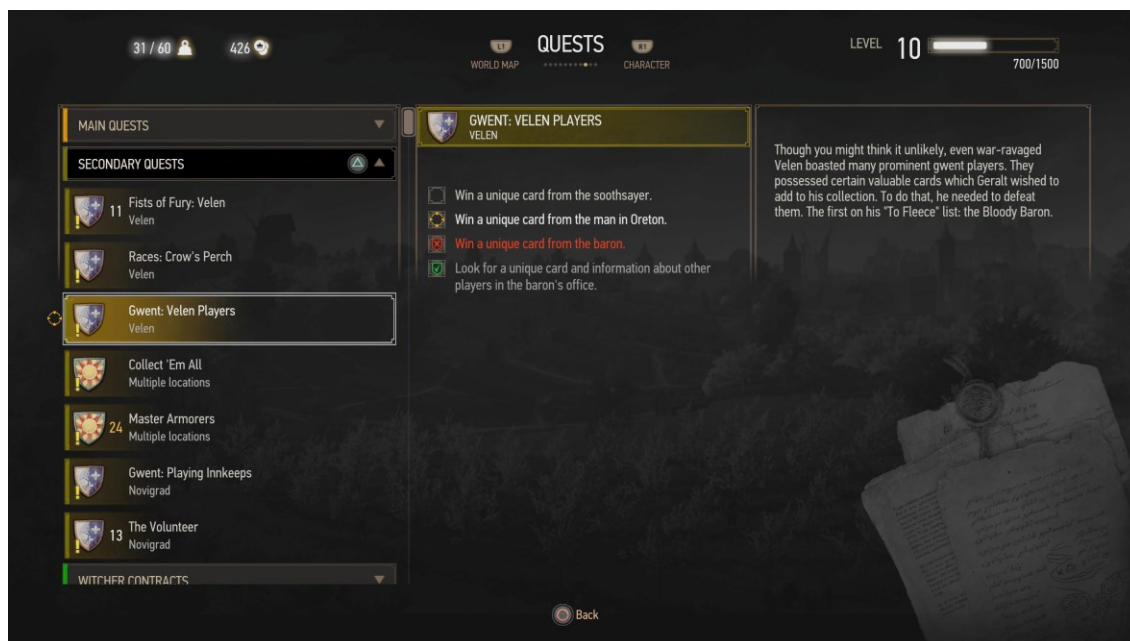 31 / 60
426
L1
QUESTS
R1
WORLD MAP
CHARACTER
LEVEL 10
700/1500
MAIN QUESTS
SECONDARY QUESTS
11 Fists of Fury: Velen
Velen
Races: Crow's Perch
Velen
Gwent: Velen Players
Velen
Collect 'Em All
Multiple locations
24 Master Armorers
Multiple locations
Gwent: Playing Innkeeps
Novigrad
13 The Volunteer
Novigrad
WITCHER CONTRACTS
GWENT: VELEN PLAYERS
VELEN
Win a unique card from the soothsayer.
Win a unique card from the man in Oreton.
Win a unique card from the baron.
Look for a unique card and information about other
players in the baron's office.
Though you might think it unlikely, even war-ravaged
Velen boasted many prominent gwent players. They
possessed certain valuable cards which Geralt wished to
add to his collection. To do that, he needed to defeat
them. The first on his "To Fleece" list: the Bloody Baron.
Back